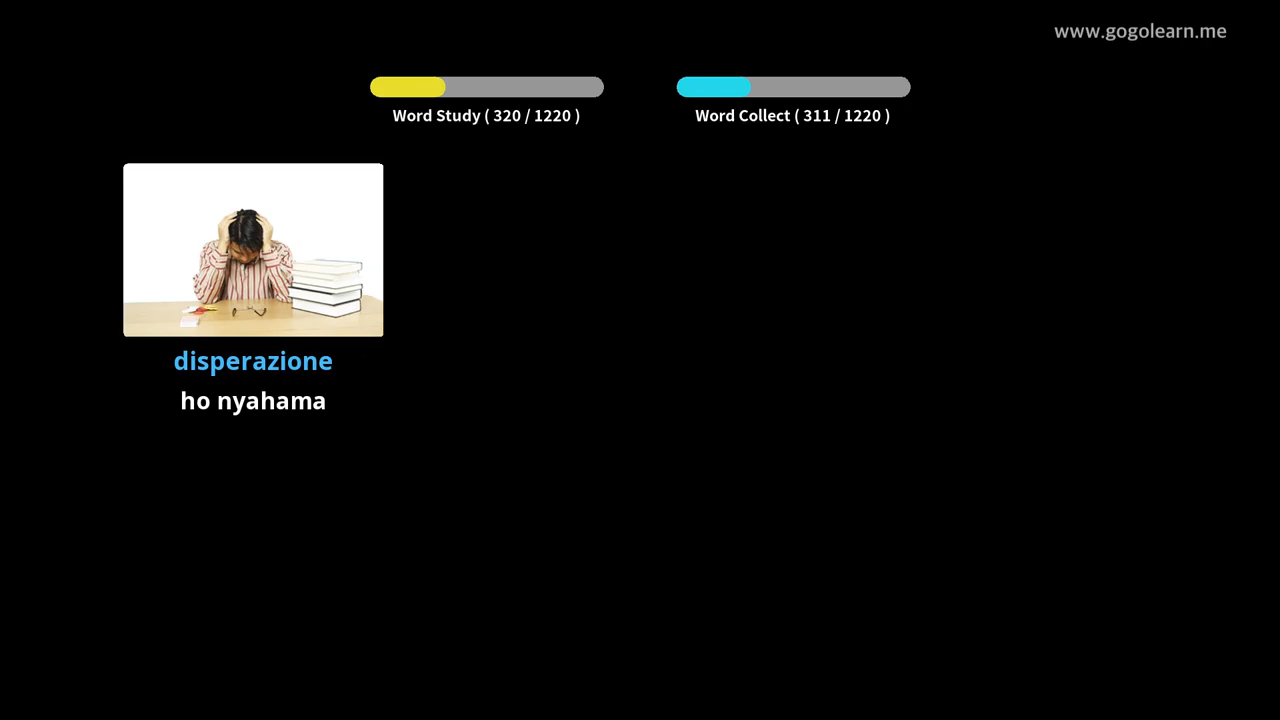 www.gogolearn.me
Word Study ( 320 / 1220 )
Word Collect ( 311 / 1220 )
disperazione
ho nyahama